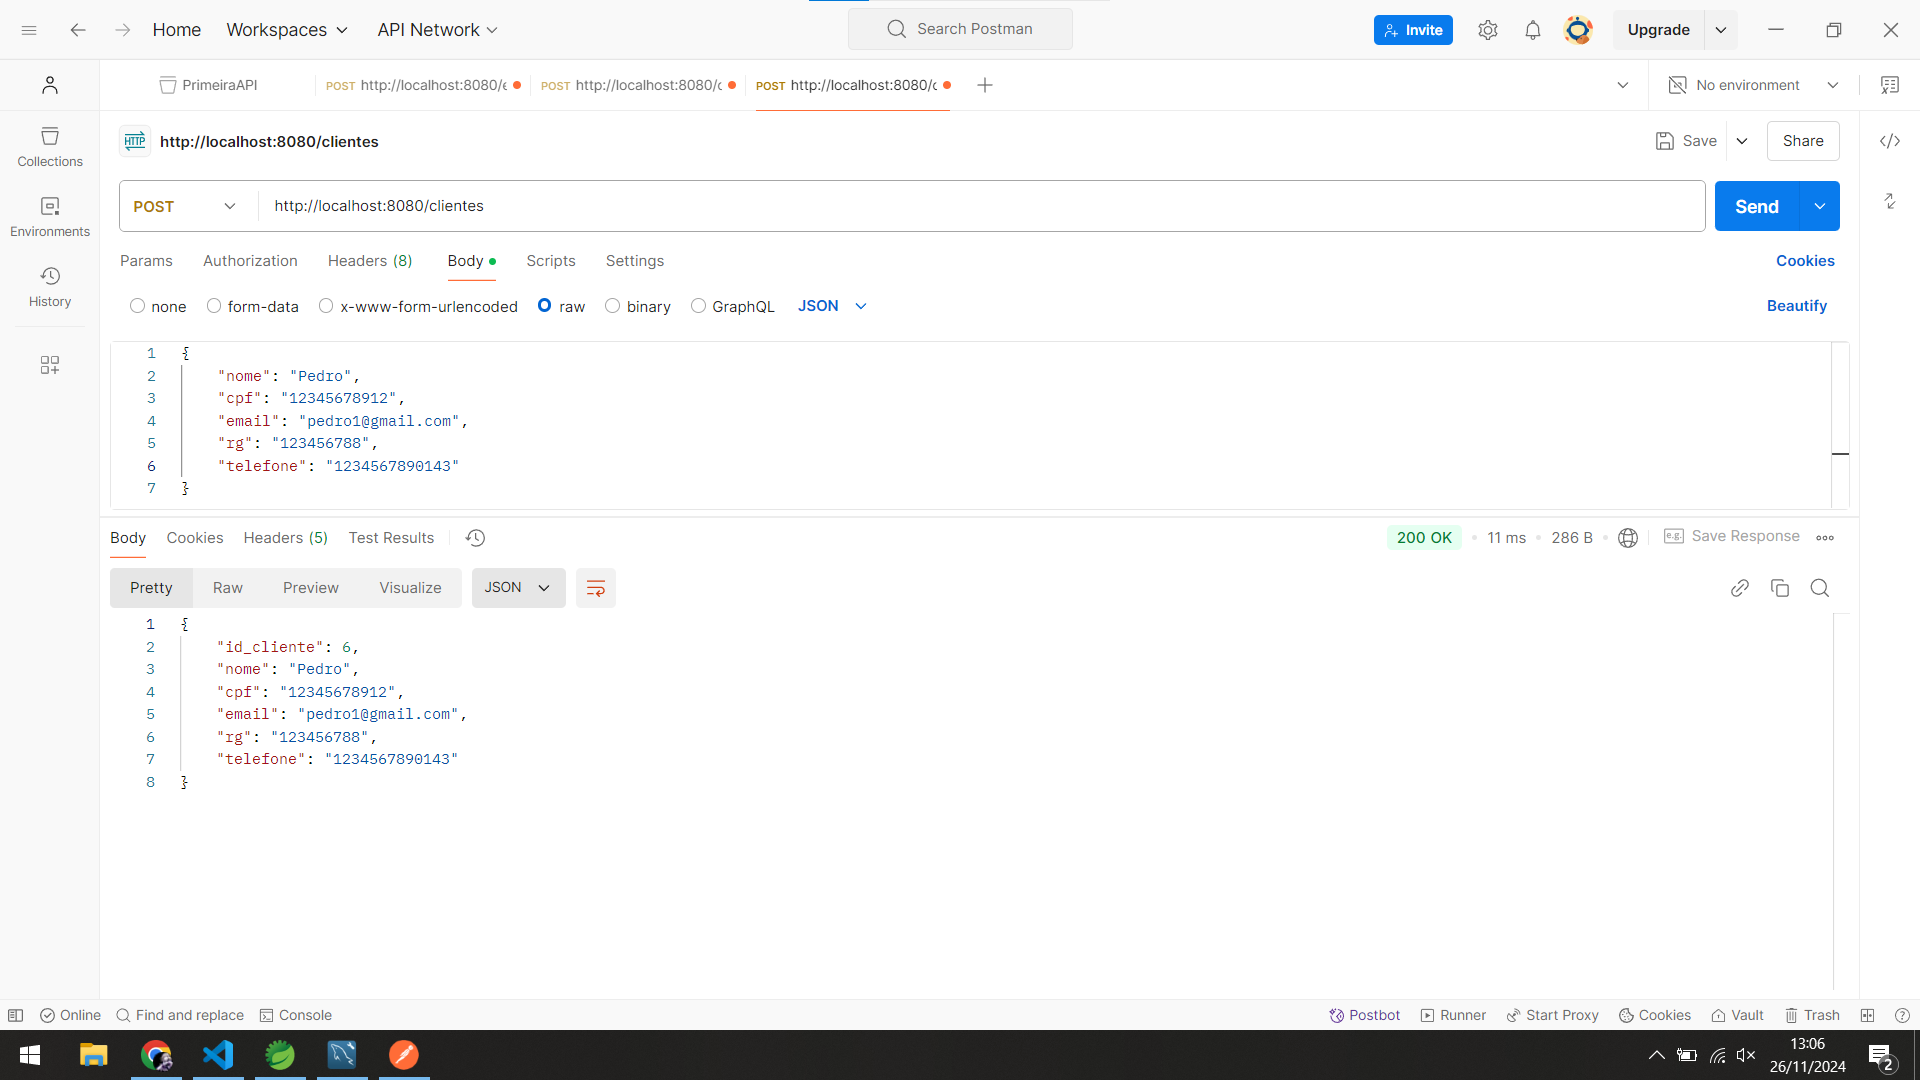 Home Workspaces API Network Search Postman Invite Upgrade
PrimeiraAPI POST http://localhost:8080/e POST http://localhost:8080/c POST http://localhost:8080/c No environment
HTTP http://localhost:8080/clientes Save Share
Collections
POST http://localhost:8080/clientes Send
Environments
Params Authorization Headers (8) Body Scripts Settings Cookies
History
none form-data x-www-form-urlencoded raw binary GraphQL JSON Beautify
1 {
2 "nome": "Pedro",
3 "cpf": "12345678912",
4 "email": "pedro1@gmail.com",
5 "rg": "123456788",
6 "telefone": "1234567890143"
7 }
Body Cookies Headers (5) Test Results 200 OK 11 ms 286 B e.g. Save Response
Pretty Raw Preview Visualize JSON
1 {
2 "id_cliente": 6,
3 "nome": "Pedro",
4 "cpf": "12345678912",
5 "email": "pedro1@gmail.com",
6 "rg": "123456788",
7 "telefone": "1234567890143"
8 }
Online Find and replace Console Postbot Runner Start Proxy Cookies Vault Trash
13:06
26/11/2024
2